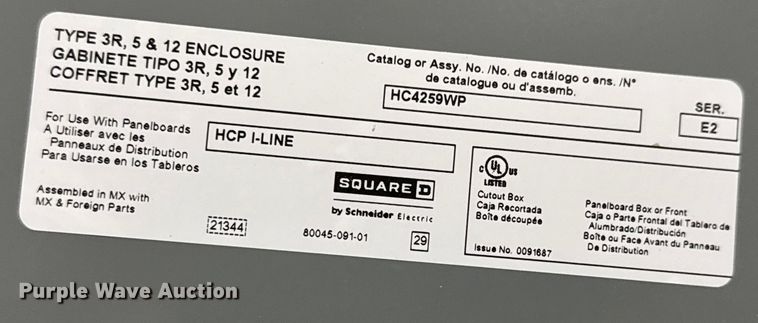 TYPE 3R, 5 & 12 ENCLOSURE
GABINETE TIPO 3R, 5 y 12
COFFRET TYPE 3R, 5 et 12
Catalog or Assy. No. /No. de catálogo o ens. /N°
de catalogue ou d'assemb.
HC4259WP
SER.
E2
For Use With Panelboards
A Utiliser avec les
Panneaux de Distribution
Para Usarse en los Tableros
HCP I-LINE
Assembled in MX with
MX & Foreign Parts
21344
SQUARE D
by Schneider Electric
80045-091-01
29
C UL US
LISTED
Cutout Box
Caja Recortada
Boîte découpée
Issue No. 0091687
Panelboard Box or Front
Caja o Parte Frontal del Tablero de
Alumbrado/Distribución
Boîte ou Face Avant du Panneau
De Distribution
Purple Wave Auction